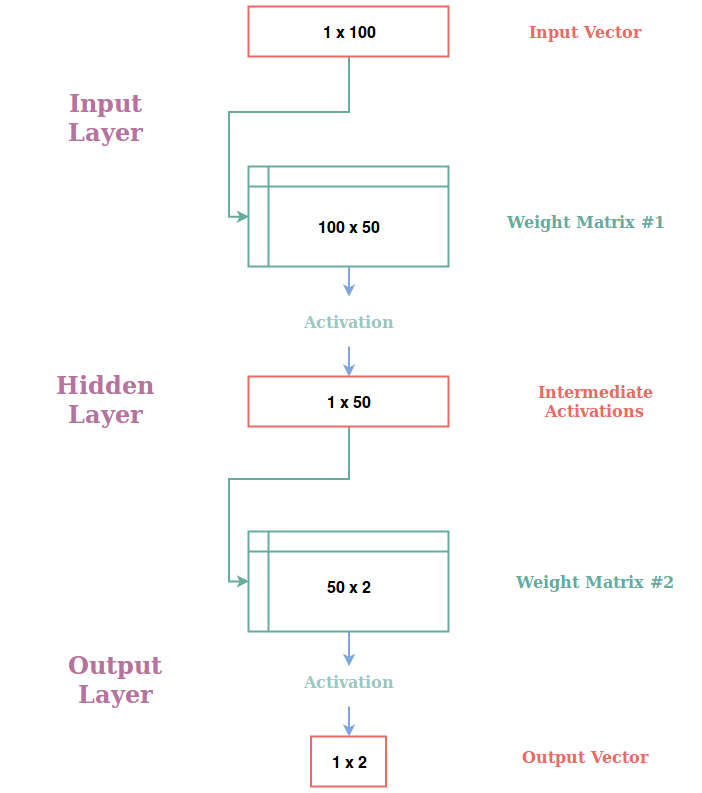 1 x 100
Input Vector
Input
Layer
100 x 50
Weight Matrix #1
Activation
Hidden
Layer
1 x 50
Intermediate
Activations
50 x 2
Weight Matrix #2
Output
Layer
Activation
1 x 2
Output Vector